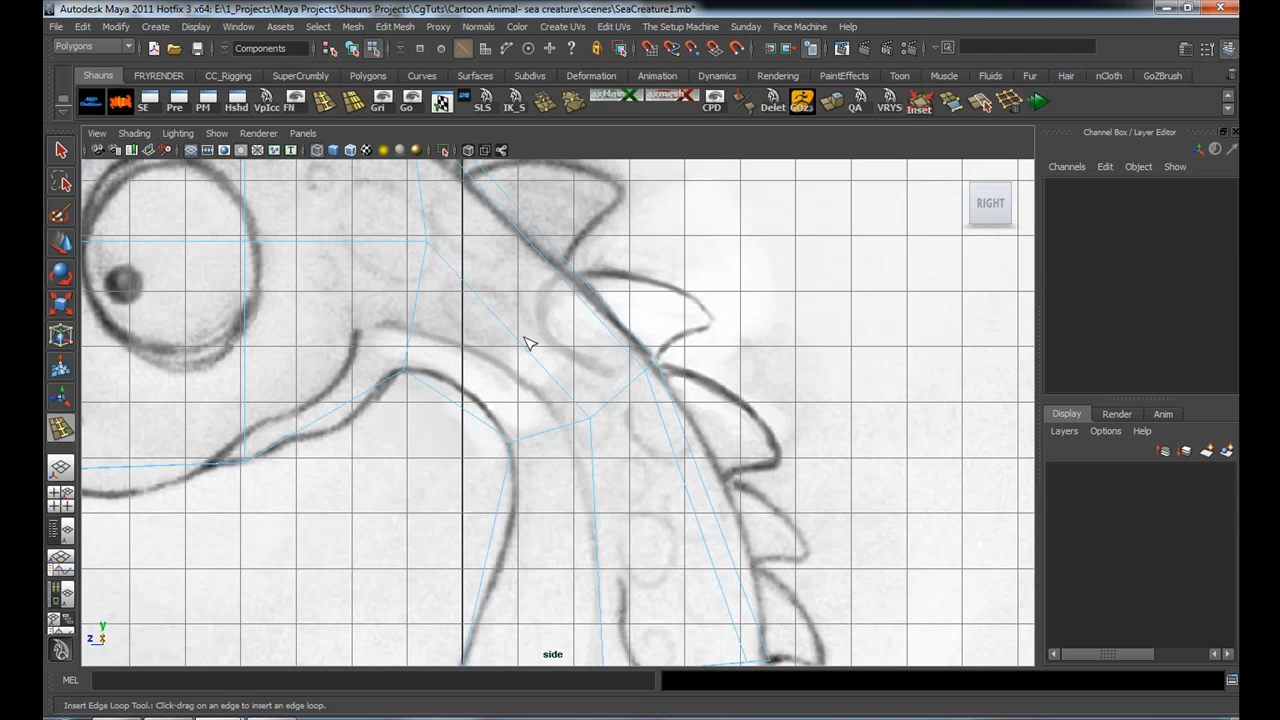 Autodesk Maya 2011 Hotfix 3 x64: E:\1_Projects\Maya Projects\Shauns Projects\CgTuts\Cartoon Animal- sea creature\scenes\SeaCreature1.mb*
File Edit Modify Create Display Window Assets Select Mesh Edit Mesh Proxy Normals Color Create UVs Edit UVs The Setup Machine Subster Face Machine Help
Polygons Components
Shauns FRYRENDER CC_Rigging SuperCrumbly Polygons Curves Surfaces Subdivs Deformation Animation Dynamics Rendering PaintEffects Toon Muscle Fluids Fur Hair nCloth GoZBrush
SE Pre PM Hshd VpIcc FN Gri Go SLS IK_S axMain axmesh CPD Delet GOZ! QA VRYS Inset
View Shading Lighting Show Renderer Panels
Channel Box / Layer Editor
Channels Edit Object Show
RIGHT
Display Render Anim
Layers Options Help
y
z x
side
MEL
Insert Edge Loop Tool.: Click-drag on an edge to insert an edge loop.